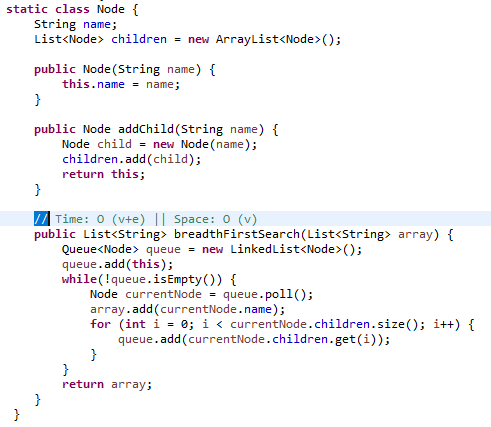 static class Node {
    String name;
    List<Node> children = new ArrayList<Node>();

    public Node(String name) {
        this.name = name;
    }

    public Node addChild(String name) {
        Node child = new Node(name);
        children.add(child);
        return this;
    }

    // Time: O (v+e) || Space: O (v)
    public List<String> breadthFirstSearch(List<String> array) {
        Queue<Node> queue = new LinkedList<Node>();
        queue.add(this);
        while(!queue.isEmpty()) {
            Node currentNode = queue.poll();
            array.add(currentNode.name);
            for (int i = 0; i < currentNode.children.size(); i++) {
                queue.add(currentNode.children.get(i));
            }
        }
        return array;
    }
}